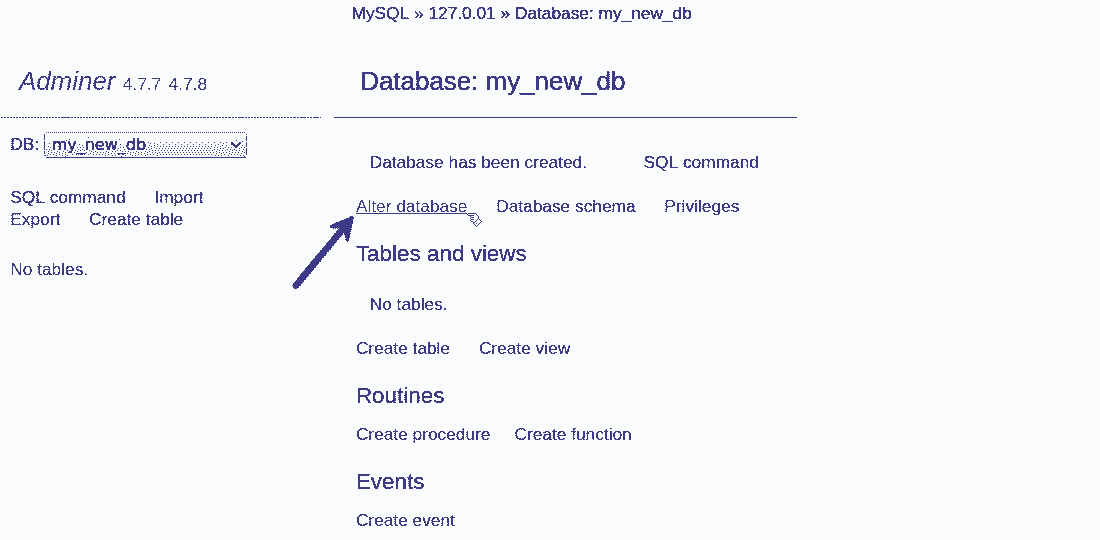 MySQL » 127.0.01 » Database: my_new_db
Adminer 4.7.7 4.7.8
DB: my_new_db
SQL command Import
Export Create table
No tables.
Database: my_new_db
Database has been created. SQL command
Alter database Database schema Privileges
Tables and views
No tables.
Create table Create view
Routines
Create procedure Create function
Events
Create event